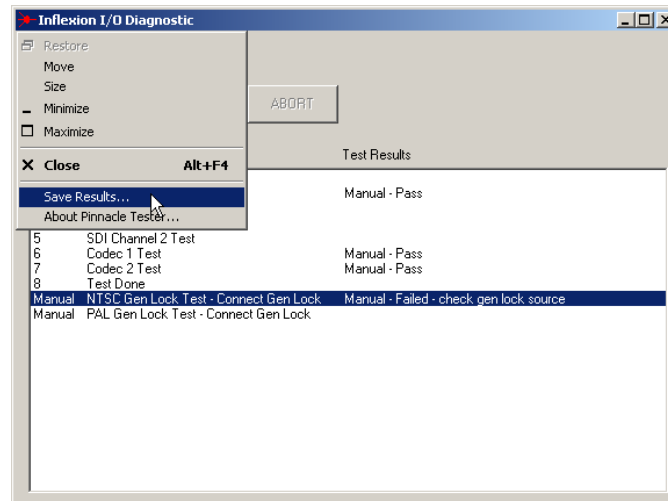 Inflexion I/O Diagnostic
Restore
Move
Size
Minimize
Maximize
Close Alt+F4
Save Results...
About Pinnacle Tester...
ABORT
Test Results
Manual - Pass
5 SDI Channel 2 Test
6 Codec 1 Test Manual - Pass
7 Codec 2 Test Manual - Pass
8 Test Done
Manual NTSC Gen Lock Test - Connect Gen Lock Manual - Failed - check gen lock source
Manual PAL Gen Lock Test - Connect Gen Lock